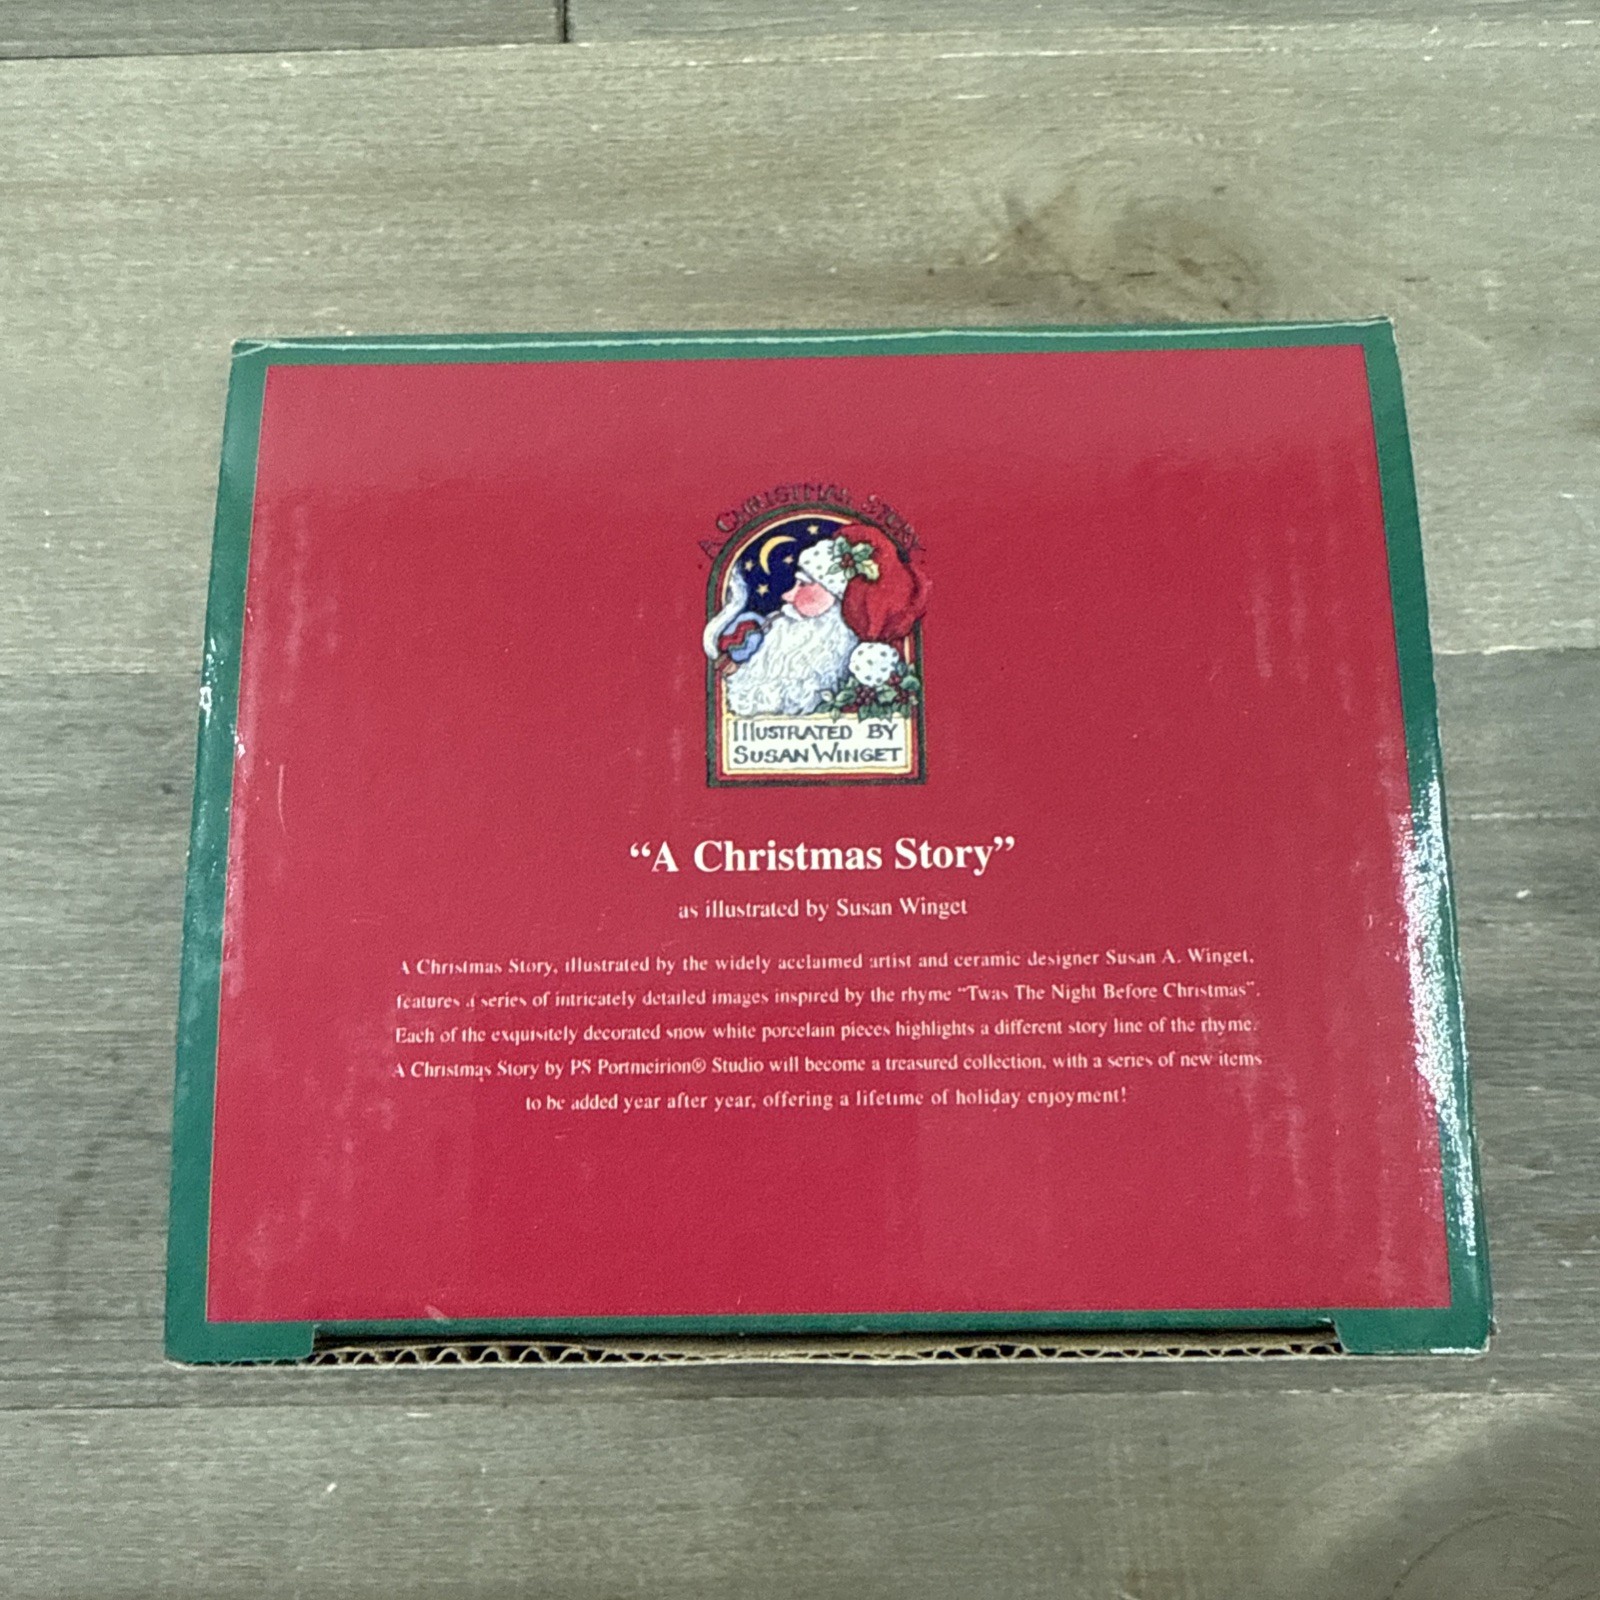 A CHRISTMAS STORY
ILLUSTRATED BY
SUSAN WINGET
“A Christmas Story”
as illustrated by Susan Winget
A Christmas Story, illustrated by the widely acclaimed artist and ceramic designer Susan A. Winget,
features a series of intricately detailed images inspired by the rhyme “Twas The Night Before Christmas”.
Each of the exquisitely decorated snow white porcelain pieces highlights a different story line of the rhyme.
A Christmas Story by PS Portmeirion® Studio will become a treasured collection, with a series of new items
to be added year after year, offering a lifetime of holiday enjoyment!